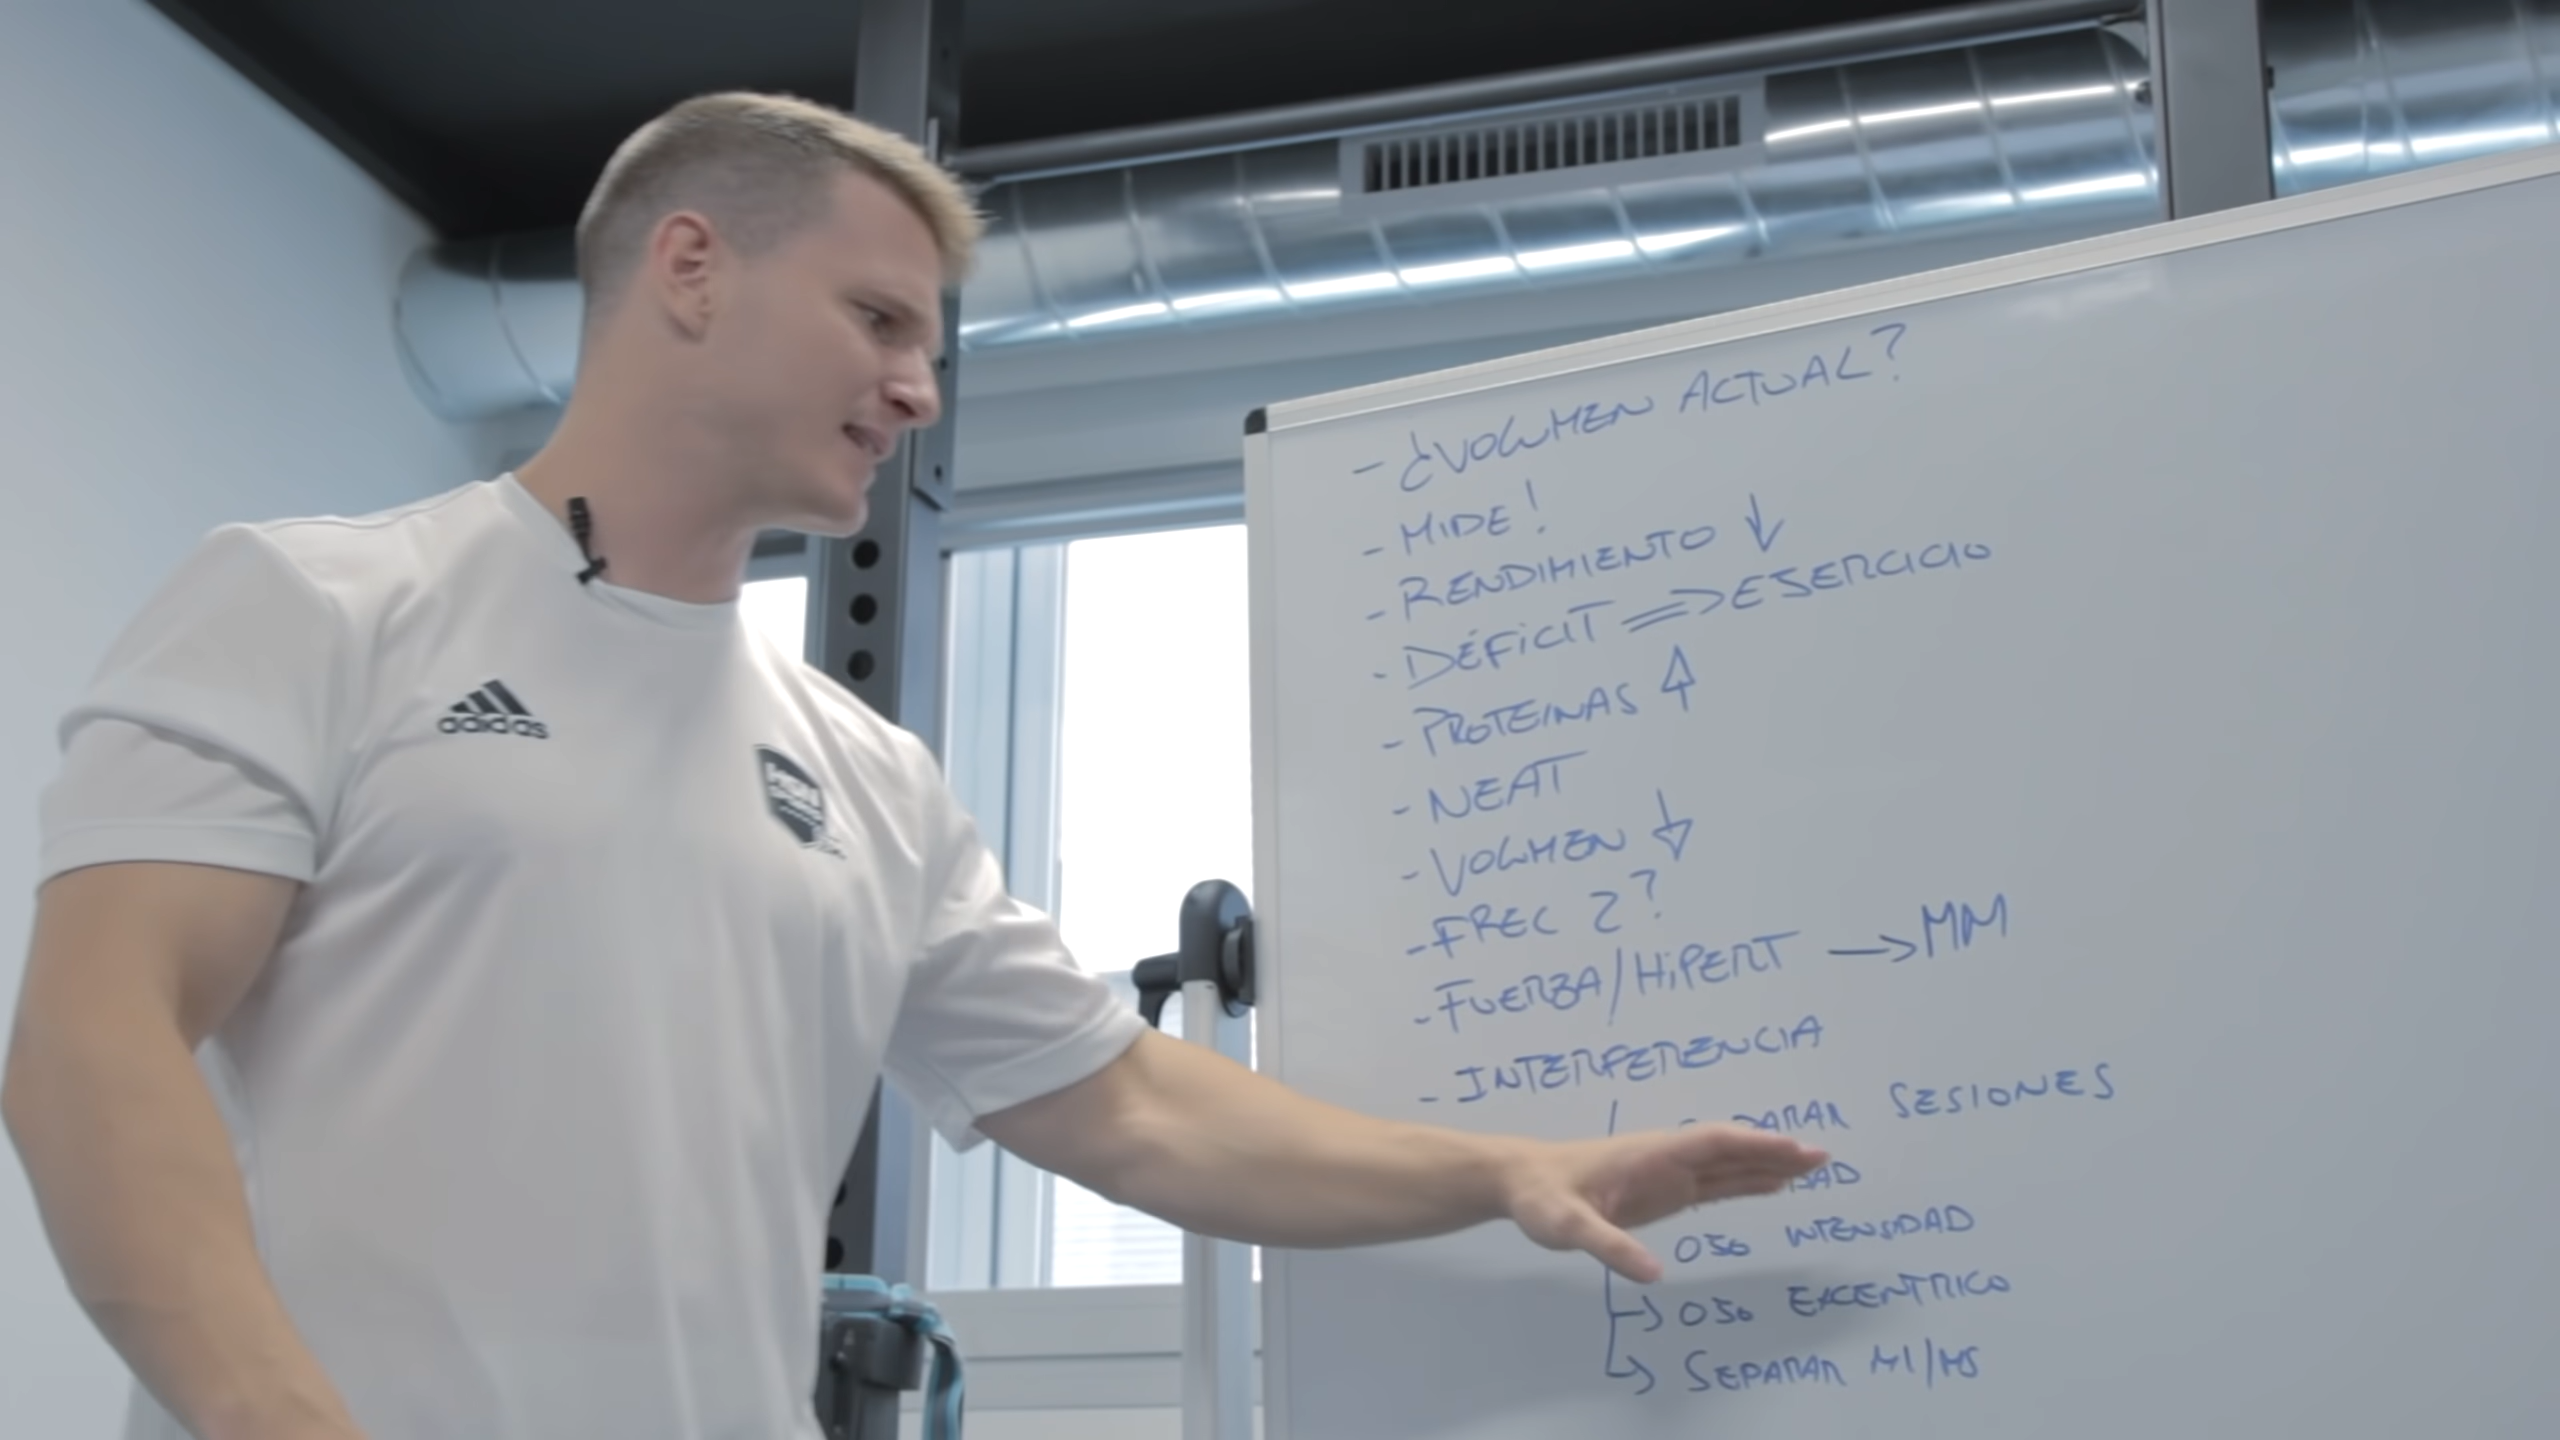 - ¿VOLUMEN ACTUAL?
- MIDE!
- RENDIMIENTO ↓
- DÉFICIT => EJERCICIO
- PROTEINAS ↑
- NEAT
- VOLUMEN ↓
- FREC 2?
- FUERZA/HIPERT → MM
- INTERFERENCIA
SESIONES
OJO INTENSIDAD
→ OJO EXCENTRICO
→ SEPARAR MI/MS
adidas